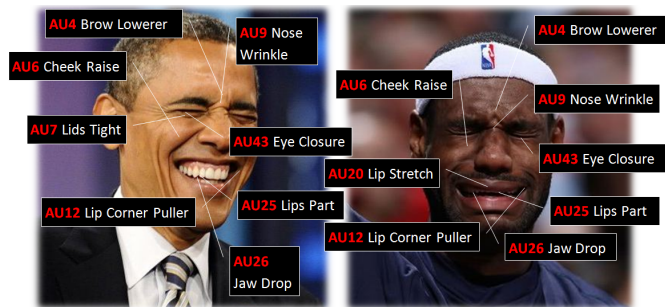 AU4 Brow Lowerer
AU9 Nose
Wrinkle
AU6 Cheek Raise
AU7 Lids Tight
AU43 Eye Closure
AU12 Lip Corner Puller
AU25 Lips Part
AU26
Jaw Drop
AU4 Brow Lowerer
AU6 Cheek Raise
AU9 Nose Wrinkle
AU43 Eye Closure
AU20 Lip Stretch
AU25 Lips Part
AU12 Lip Corner Puller
AU26 Jaw Drop